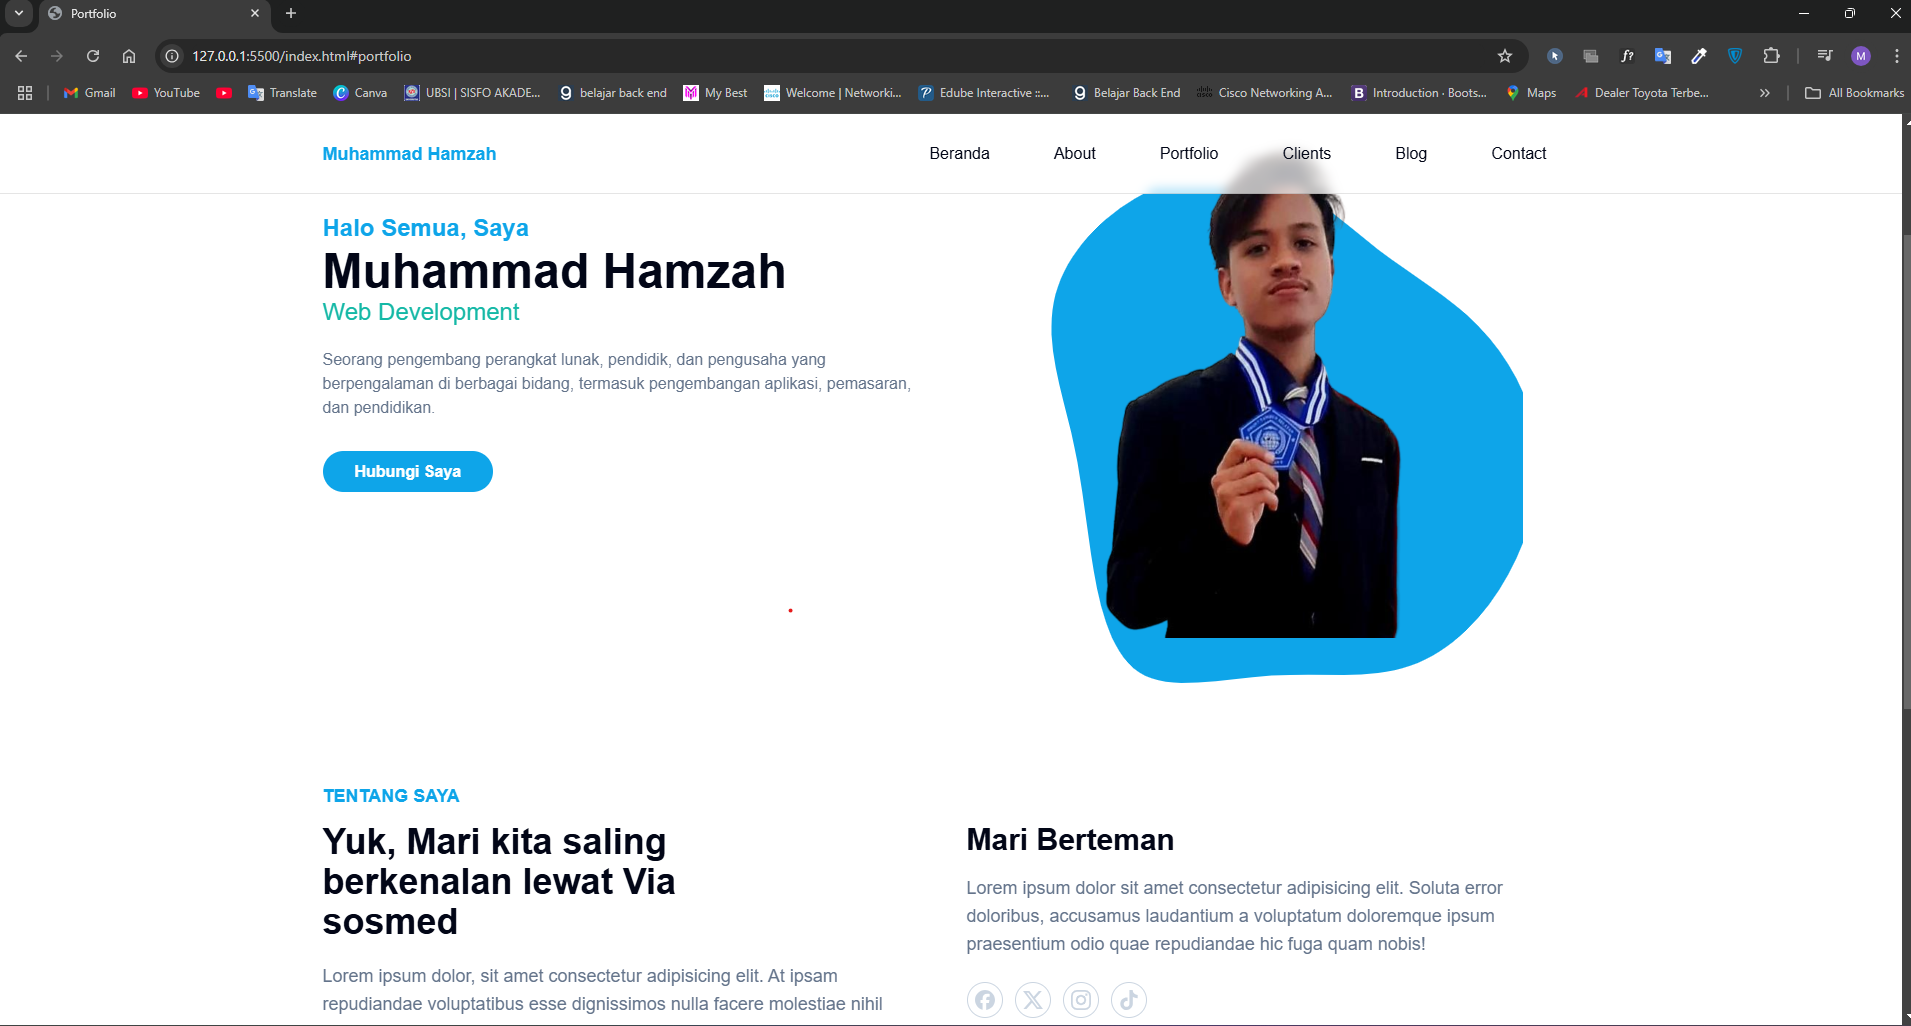 Portfolio
127.0.0.1:5500/index.html#portfolio
M
Gmail
YouTube
Translate
Canva
UBSI | SISFO AKADE...
belajar back end
My Best
Welcome | Networki...
Edube Interactive ::...
Belajar Back End
Cisco Networking A...
Introduction · Boots...
Maps
Dealer Toyota Terbe...
All Bookmarks
Muhammad Hamzah
Beranda
About
Portfolio
Clients
Blog
Contact
Halo Semua, Saya
Muhammad Hamzah
Web Development
Seorang pengembang perangkat lunak, pendidik, dan pengusaha yang
berpengalaman di berbagai bidang, termasuk pengembangan aplikasi, pemasaran,
dan pendidikan.
Hubungi Saya
TENTANG SAYA
Yuk, Mari kita saling
berkenalan lewat Via
sosmed
Lorem ipsum dolor, sit amet consectetur adipisicing elit. At ipsam
repudiandae voluptatibus esse dignissimos nulla facere molestiae nihil
Mari Berteman
Lorem ipsum dolor sit amet consectetur adipisicing elit. Soluta error
doloribus, accusamus laudantium a voluptatum doloremque ipsum
praesentium odio quae repudiandae hic fuga quam nobis!